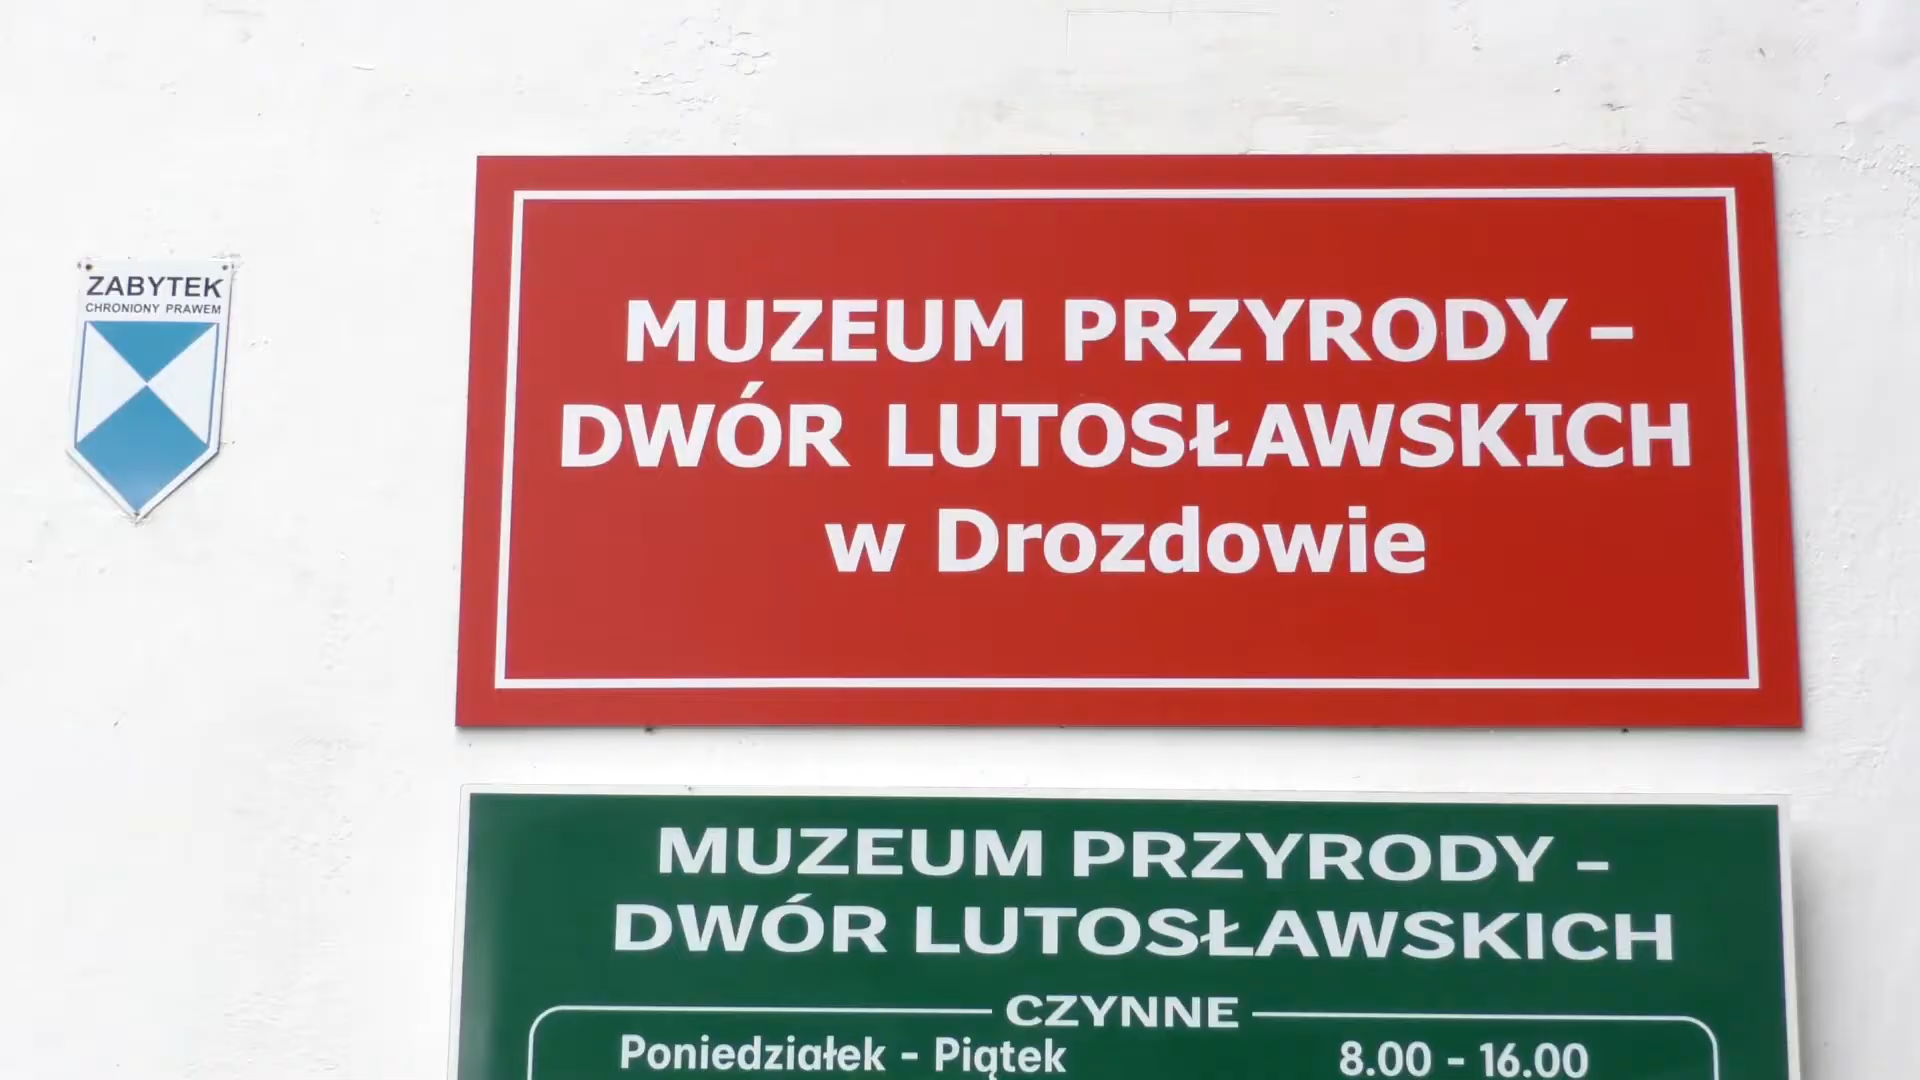 ZABYTEK
CHRONIONY PRAWEM
MUZEUM PRZYRODY –
DWÓR LUTOSŁAWSKICH
w Drozdowie
MUZEUM PRZYRODY –
DWÓR LUTOSŁAWSKICH
CZYNNE
Poniedziałek - Piątek 8.00 - 16.00